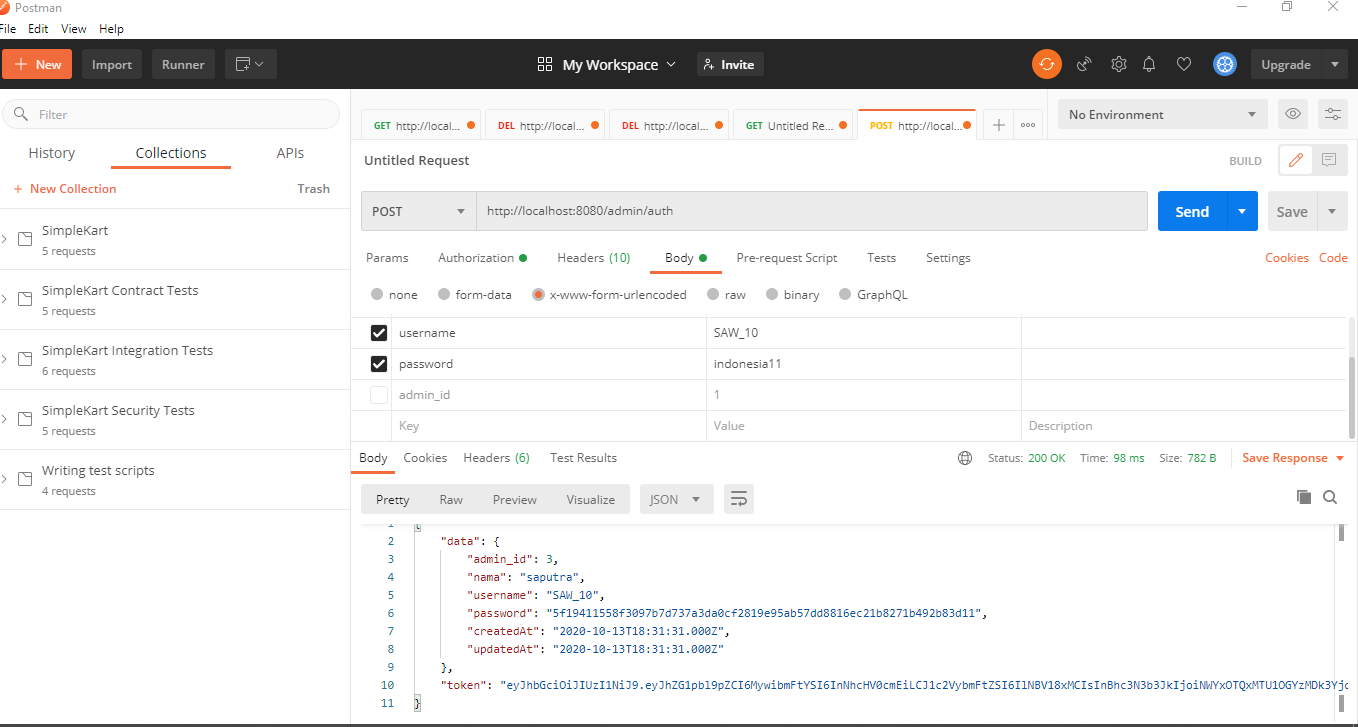 Postman
File Edit View Help
+ New Import Runner My Workspace Invite Upgrade
Filter
GET http://local... DEL http://local... DEL http://local... GET Untitled Re... POST http://local... + ooo No Environment
History Collections APIs
Untitled Request BUILD
+ New Collection Trash
POST http://localhost:8080/admin/auth Send Save
SimpleKart
5 requests
SimpleKart Contract Tests
5 requests
SimpleKart Integration Tests
6 requests
SimpleKart Security Tests
5 requests
Writing test scripts
4 requests
Params Authorization Headers (10) Body Pre-request Script Tests Settings Cookies Code
none form-data x-www-form-urlencoded raw binary GraphQL
username SAW_10
password indonesia11
admin_id 1
Key Value Description
Body Cookies Headers (6) Test Results Status: 200 OK Time: 98 ms Size: 782 B Save Response
Pretty Raw Preview Visualize JSON
1 {
2 "data": {
3 "admin_id": 3,
4 "nama": "saputra",
5 "username": "SAW_10",
6 "password": "5f19411558f3097b7d737a3da0cf2819e95ab57dd8816ec21b8271b492b83d11",
7 "createdAt": "2020-10-13T18:31:31.000Z",
8 "updatedAt": "2020-10-13T18:31:31.000Z"
9 },
10 "token":
11 }